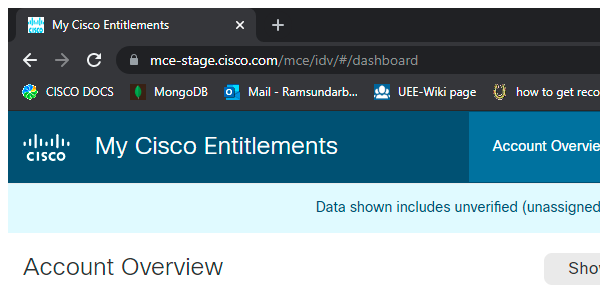 My Cisco Entitlements
mce-stage.cisco.com/mce/idv/#/dashboard
CISCO DOCS MongoDB Mail - Ramsundarb... UEE-Wiki page how to get reco
CISCO My Cisco Entitlements Account Overvie
Data shown includes unverified (unassigned
Account Overview Sho